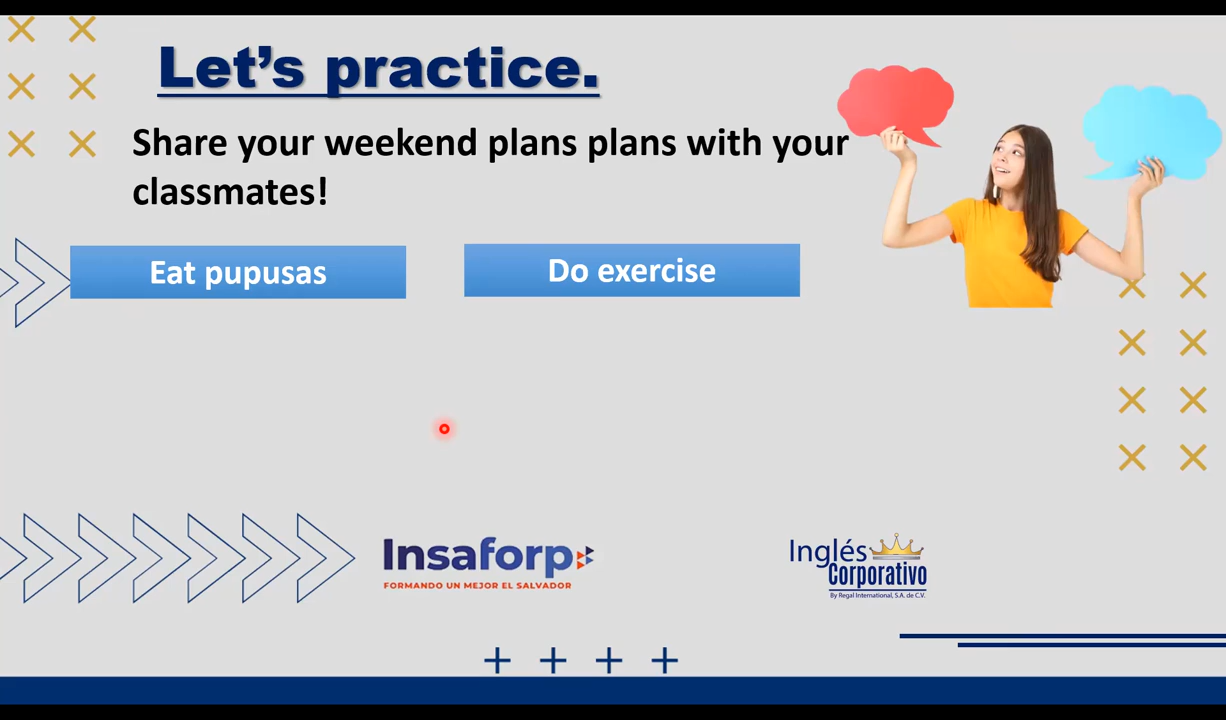 Let’s practice.
Share your weekend plans plans with your
classmates!
Eat pupusas
Do exercise
Insaforp
FORMANDO UN MEJOR EL SALVADOR
Inglés
Corporativo
By Regal International, S.A. de C.V.